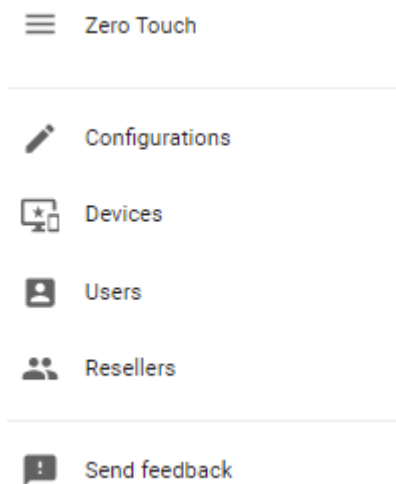 Zero Touch
Configurations
Devices
Users
Resellers
Send feedback